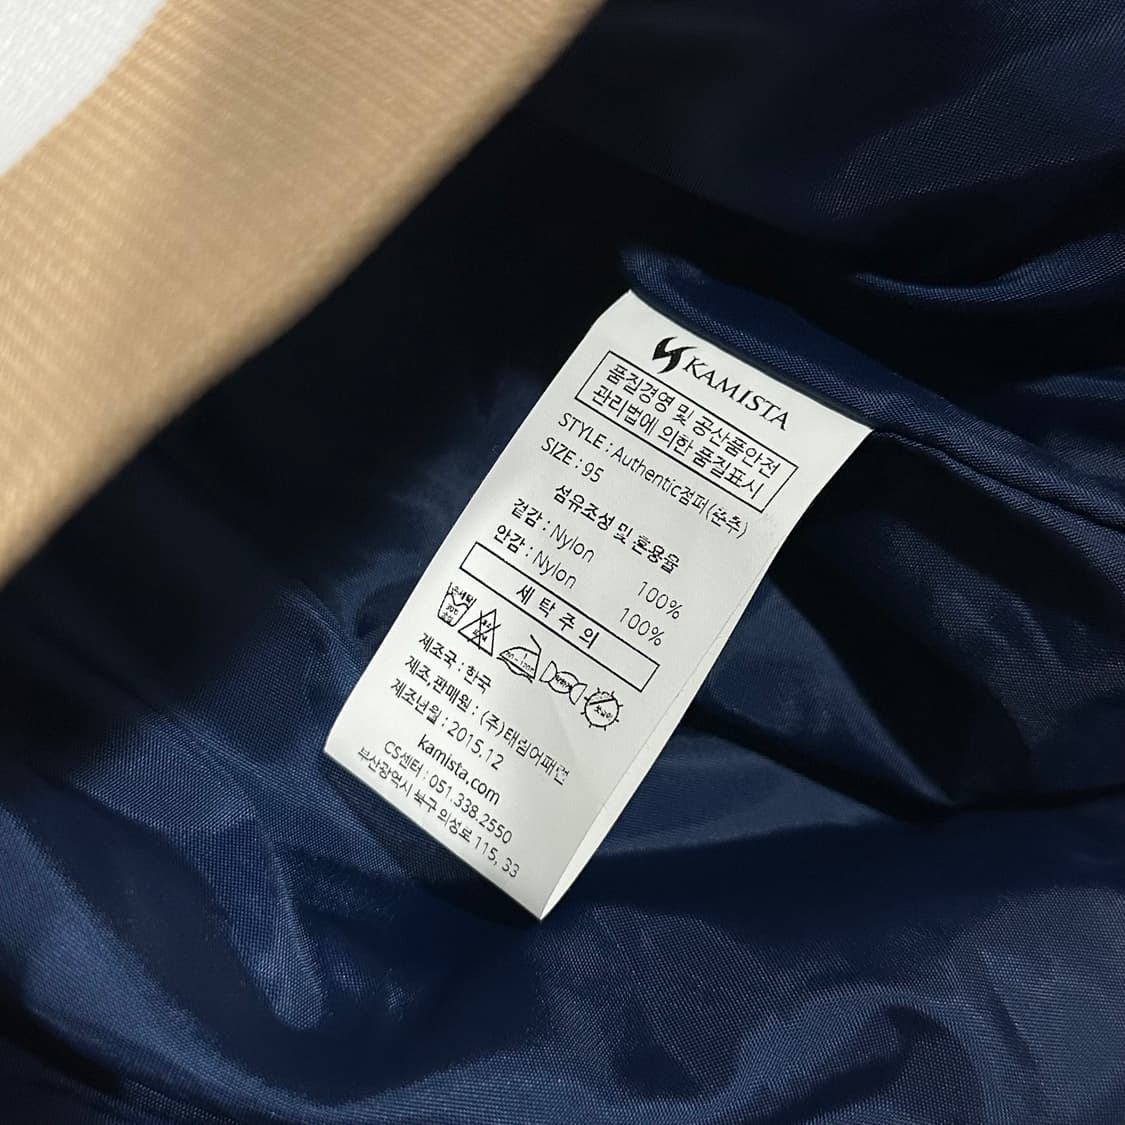 KAMISTA
품질경영 및 공산품안전
관리법에 의한 품질표시
STYLE : Authentic점퍼(춘추)
SIZE : 95
섬유조성 및 혼용율
겉감 : Nylon 100%
안감 : Nylon 100%
세 탁 주 의
제조국 : 한국
제조.판매원 : (주)태림어패럴
제조년월 : 2015.12
kamista.com
CS센터 : 051.338.2550
부산광역시 북구 의성로 115, 33